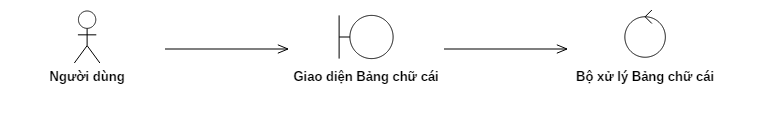 Người dùng
Giao diện Bảng chữ cái
Bộ xử lý Bảng chữ cái